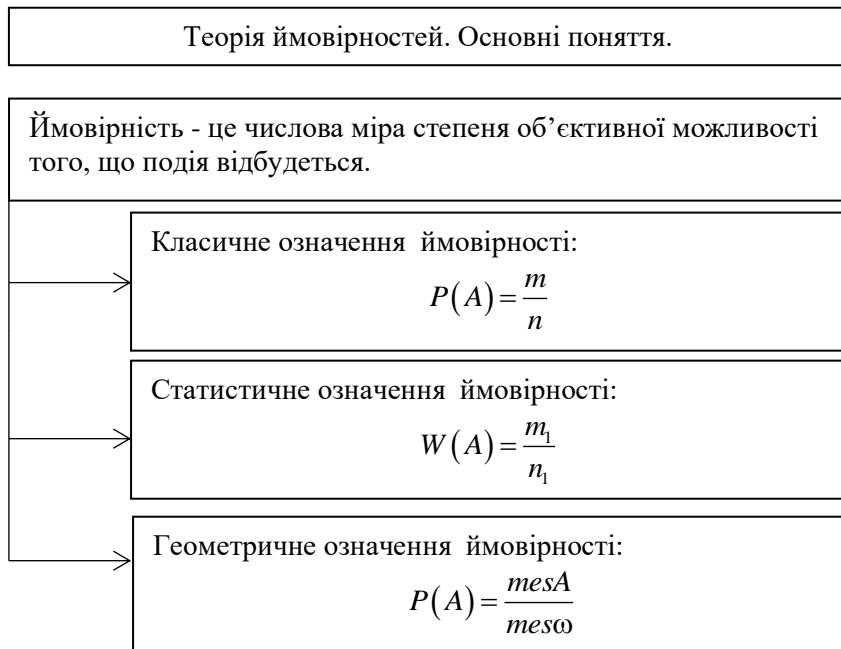 Теорія ймовірностей. Основні поняття.
Ймовірність - це числова міра степеня об’єктивної можливості
того, що подія відбудеться.
Класичне означення ймовірності:
P(A) = m/n
Статистичне означення ймовірності:
W(A) = m₁/n₁
Геометричне означення ймовірності:
P(A) = mesA/mesω